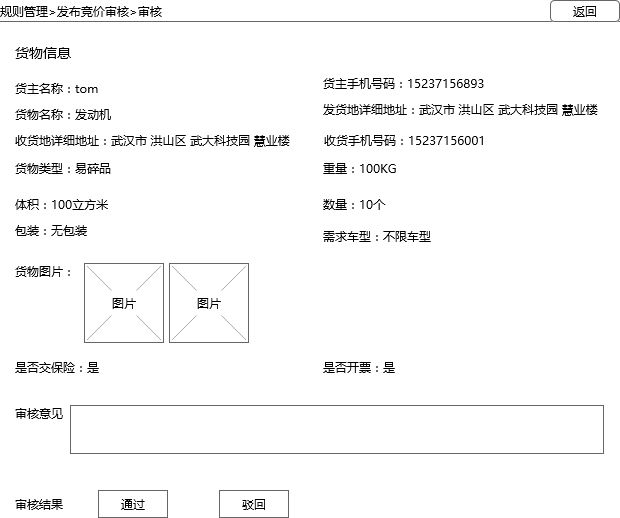 规则管理>发布竞价审核>审核
返回
货物信息
货主名称：tom
货主手机号码：15237156893
货物名称：发动机
发货地详细地址：武汉市 洪山区 武大科技园 慧业楼
收货地详细地址：武汉市 洪山区 武大科技园 慧业楼
收货手机号码：15237156001
货物类型：易碎品
重量：100KG
体积：100立方米
数量：10个
包装：无包装
需求车型：不限车型
货物图片：
图片
图片
是否交保险：是
是否开票：是
审核意见
审核结果
通过
驳回